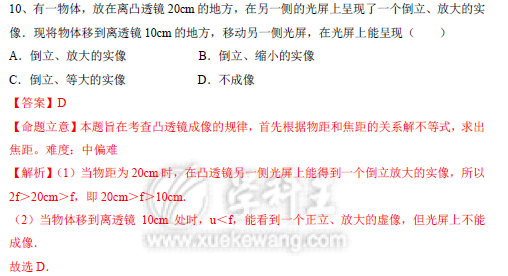 10、有一物体，放在离凸透镜 20cm 的地方，在另一侧的光屏上呈现了一个倒立、放大的实
像．现将物体移到离透镜 10cm 的地方，移动另一侧光屏，在光屏上能呈现（　　）
A．倒立、放大的实像　　B．倒立、缩小的实像
C．倒立、等大的实像　　D．不成像
【答案】D
【命题立意】本题旨在考查凸透镜成像的规律，首先根据物距和焦距的关系解不等式，求出
焦距。难度：中偏难
【解析】（1）当物距为 20cm 时，在凸透镜另一侧光屏上能得到一个倒立放大的实像，所以
2f＞20cm＞f，即 20cm＞f＞10cm．
（2）当物体移到离透镜 10cm 处时，u＜f，能看到一个正立、放大的虚像，但光屏上不能
成像．
故选 D．
学科王
www.xuekewang.com